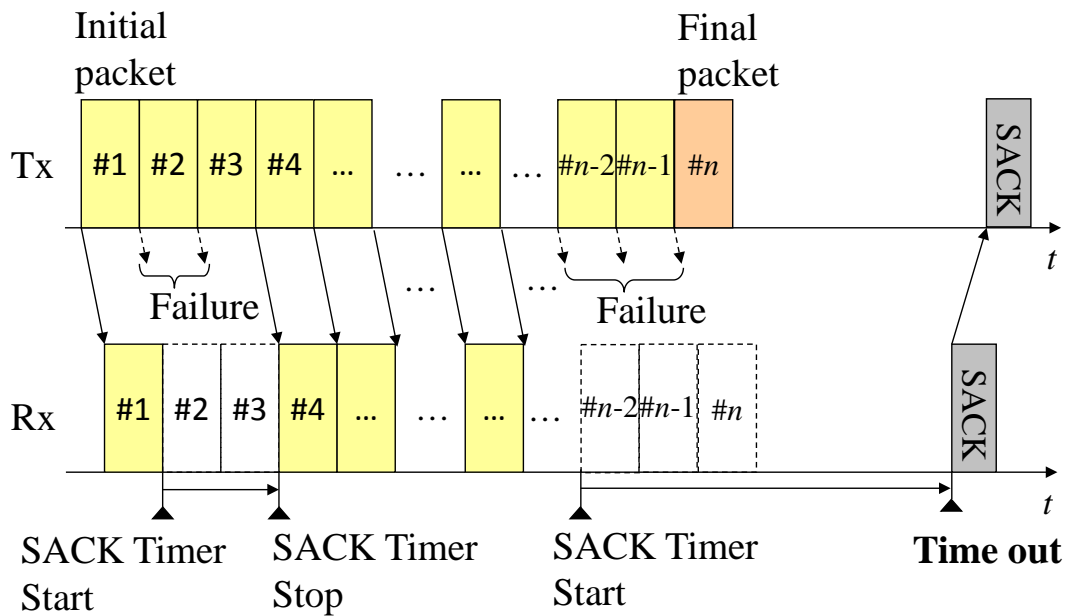 Initial
packet
Final
packet
Tx
#1 #2 #3 #4 ... ... ... ... #n-2 #n-1 #n
SACK
t
Failure
...
...
Failure
Rx
#1 #2 #3 #4 ... ... ... ... #n-2 #n-1 #n
SACK
t
SACK Timer
Start
SACK Timer
Stop
SACK Timer
Start
Time out